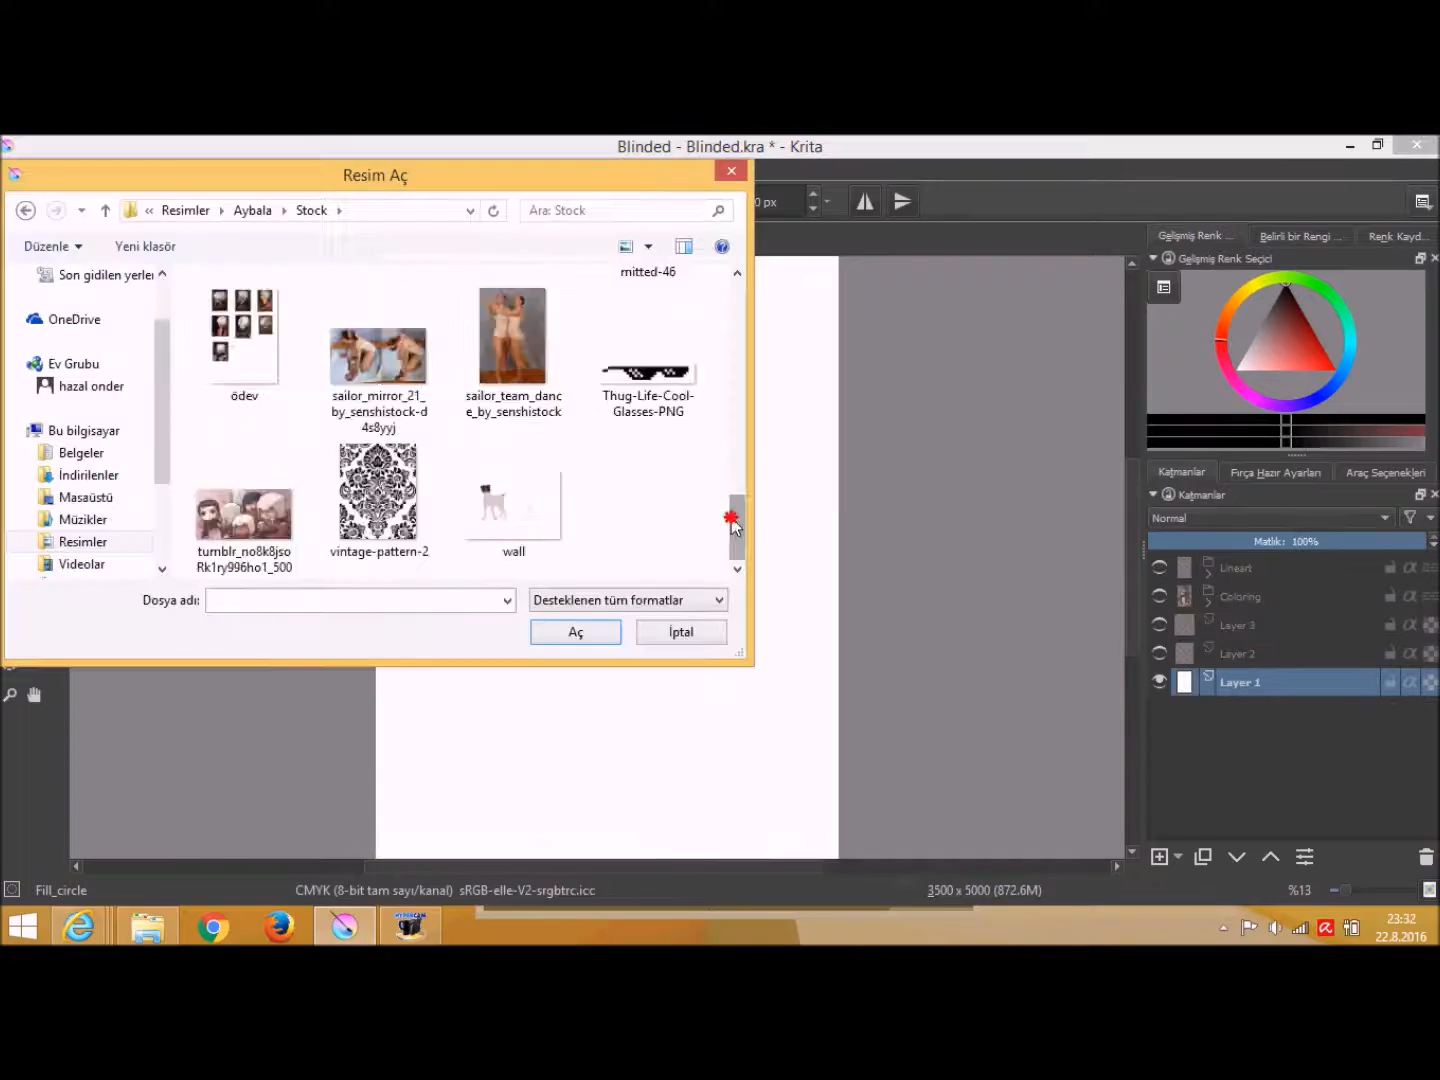 Blinded - Blinded.kra * - Krita
Resim Aç
« Resimler Aybala Stock
Ara: Stock
0 px
Düzenle
Yeni klasör
Gelişmiş Renk ...
Belirli bir Rengi ...
Renk Kayd...
Gelişmiş Renk Seçici
Son gidilen yerler
OneDrive
Ev Grubu
hazal onder
Bu bilgisayar
Belgeler
İndirilenler
Masaüstü
Müzikler
Resimler
Videolar
mitted-46
ödev
sailor_mirror_21_
by_senshistock-d
4s8yyj
sailor_team_danc
e_by_senshistock
Thug-Life-Cool-
Glasses-PNG
tumblr_no8k8jso
Rk1ry996ho1_500
vintage-pattern-2
wall
Dosya adı:
Desteklenen tüm formatlar
Aç
İptal
Katmanlar
Fırça Hazır Ayarları
Araç Seçenekleri
Katmanlar
Normal
Matlık: 100%
Lineart
Coloring
Layer 3
Layer 2
Layer 1
Fill_circle
CMYK (8-bit tam sayı/kanal) sRGB-elle-V2-srgbtrc.icc
3500 x 5000 (872.6M)
%13
HYPERCAM
23:32
22.8.2016